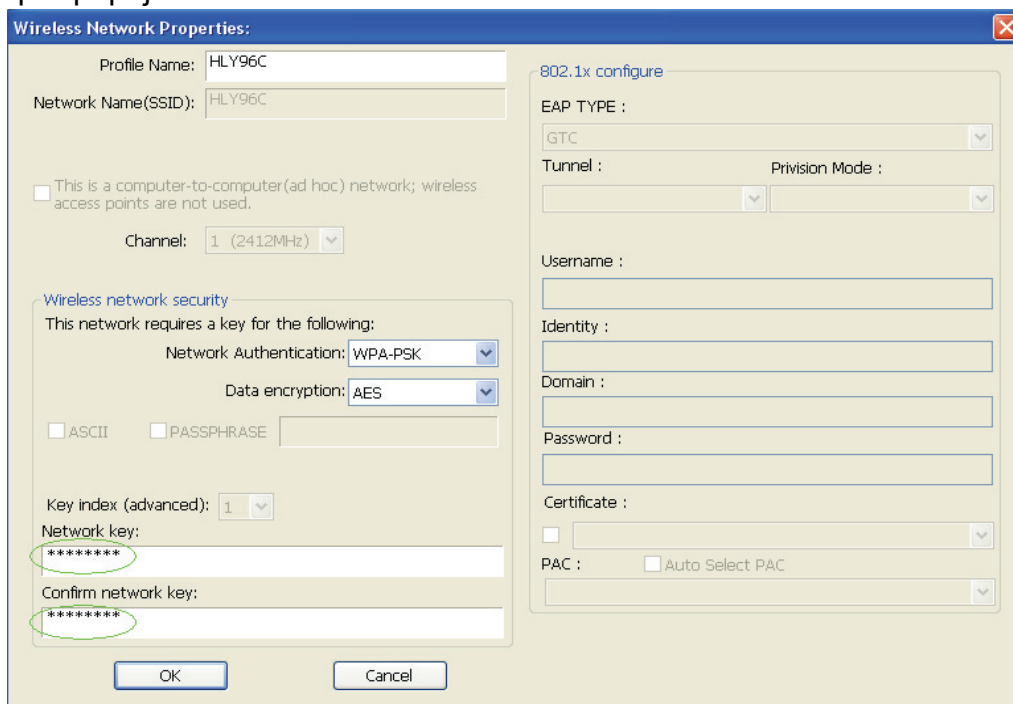 Wireless Network Properties:
Profile Name: HLY96C
Network Name(SSID): HLY96C
This is a computer-to-computer(ad hoc) network; wireless
access points are not used.
Channel: 1 (2412MHz)
Wireless network security
This network requires a key for the following:
Network Authentication: WPA-PSK
Data encryption: AES
ASCII PASSPHRASE
Key index (advanced): 1
Network key:
********
Confirm network key:
********
OK Cancel
802.1x configure
EAP TYPE :
GTC
Tunnel : Privision Mode :
Username :
Identity :
Domain :
Password :
Certificate :
PAC : Auto Select PAC